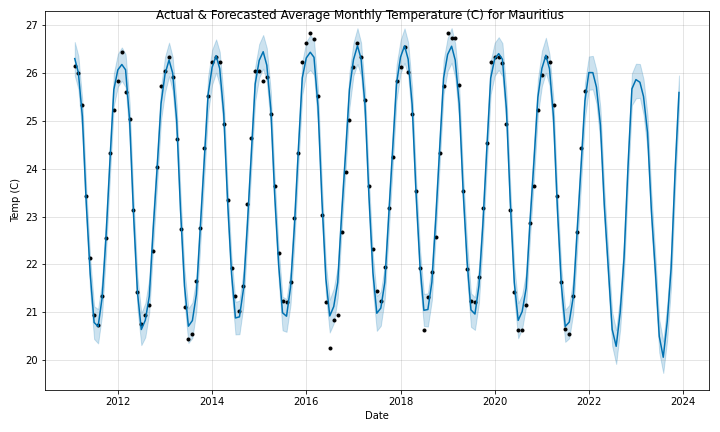 Actual & Forecasted Average Monthly Temperature (C) for Mauritius
27
26
25
24
23
22
21
20
Temp (C)
2012 2014 2016 2018 2020 2022 2024
Date